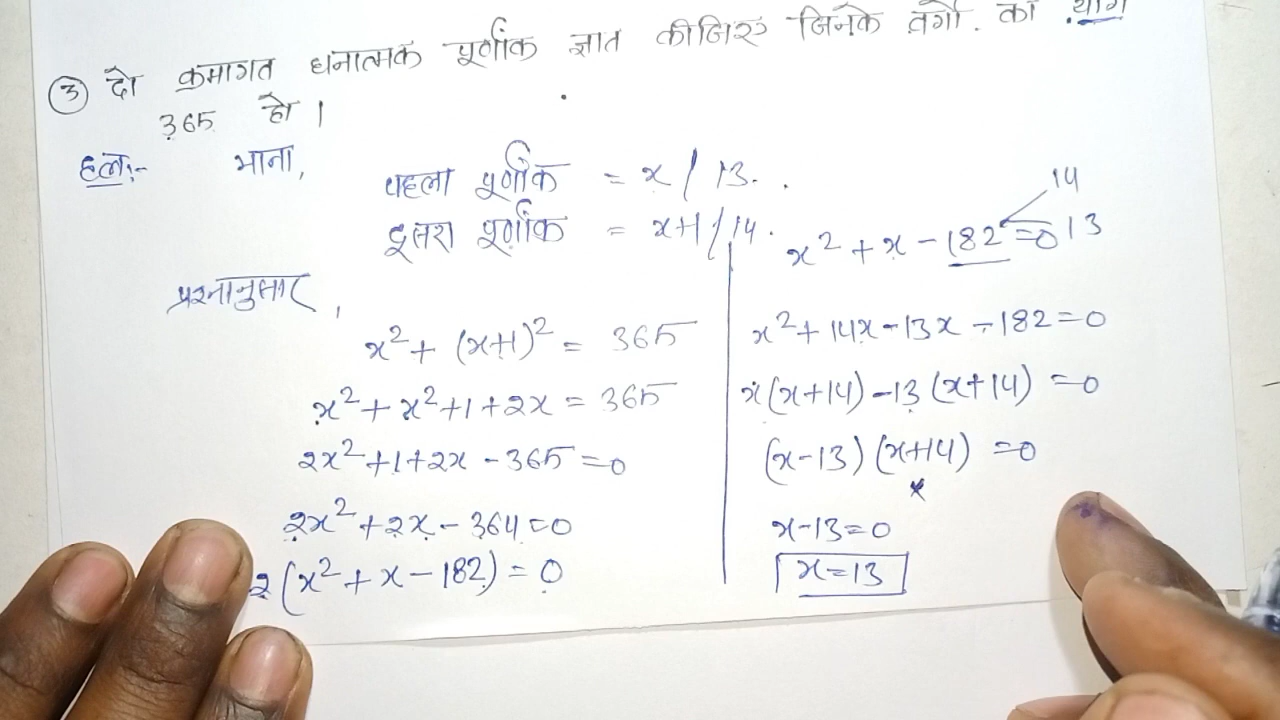 ③ दो क्रमागत धनात्मक पूर्णांक ज्ञात कीजिए जिनके वर्गों का योग
365 हो।
हल:- माना,
पहला पूर्णांक = x / 13.
दूसरा पूर्णांक = x+1 / 14.
प्रश्नानुसार,
x² + (x+1)² = 365
x² + x² + 1 + 2x = 365
2x² + 1 + 2x - 365 = 0
2x² + 2x - 364 = 0
2(x² + x - 182) = 0
14
x² + x - 182 = 0 13
x² + 14x - 13x - 182 = 0
x(x+14) - 13(x+14) = 0
(x-13)(x+14) = 0
x
x-13=0
x=13